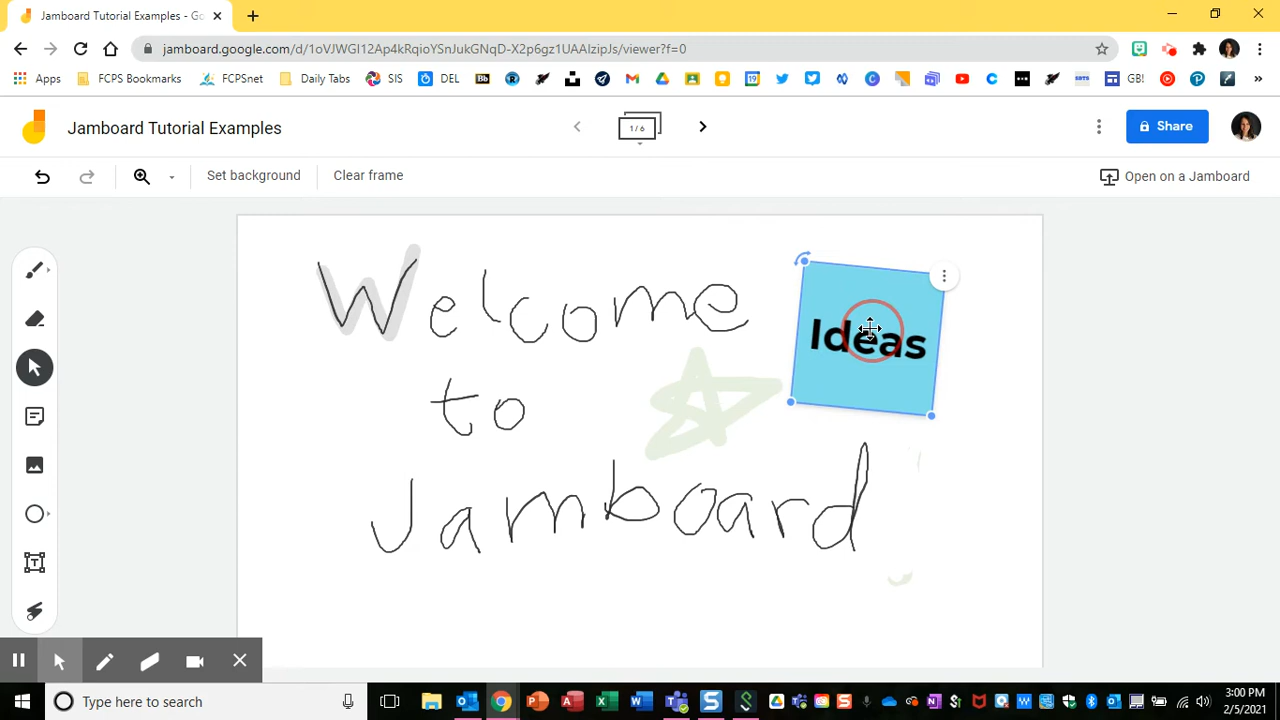 Jamboard Tutorial Examples - Go
jamboard.google.com/d/1oVJWGI12Ap4kRqioYSnJukGNqD-X2p6gz1UAAlzipJs/viewer?f=0
Apps FCPS Bookmarks FCPSnet Daily Tabs SIS DEL Bb GB! »
Jamboard Tutorial Examples
1/6
Share
Set background Clear frame
Open on a Jamboard
Welcome
Ideas
to
Jamboard
Type here to search
3:00 PM
2/5/2021